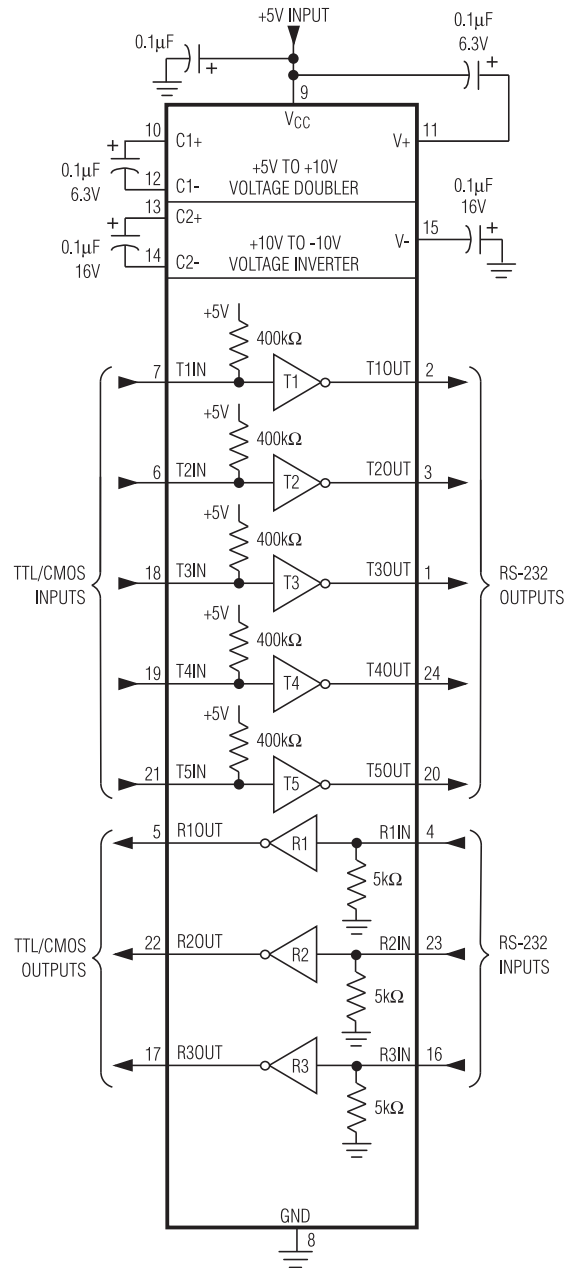 +5V INPUT
0.1µF
0.1µF
6.3V
+
+
9
VCC
10
C1+
V+
11
+
0.1µF
6.3V
12
C1-
+5V TO +10V
VOLTAGE DOUBLER
13
C2+
+
0.1µF
16V
14
C2-
+10V TO -10V
VOLTAGE INVERTER
V-
15
0.1µF
16V
+
+5V
400kΩ
7
T1IN
T1
T1OUT
2
+5V
400kΩ
6
T2IN
T2
T2OUT
3
+5V
400kΩ
TTL/CMOS
INPUTS
18
T3IN
T3
T3OUT
1
RS-232
OUTPUTS
+5V
400kΩ
19
T4IN
T4
T4OUT
24
+5V
400kΩ
21
T5IN
T5
T5OUT
20
5
R1OUT
R1
R1IN
4
5kΩ
TTL/CMOS
OUTPUTS
22
R2OUT
R2
R2IN
23
RS-232
INPUTS
5kΩ
17
R3OUT
R3
R3IN
16
5kΩ
GND
8